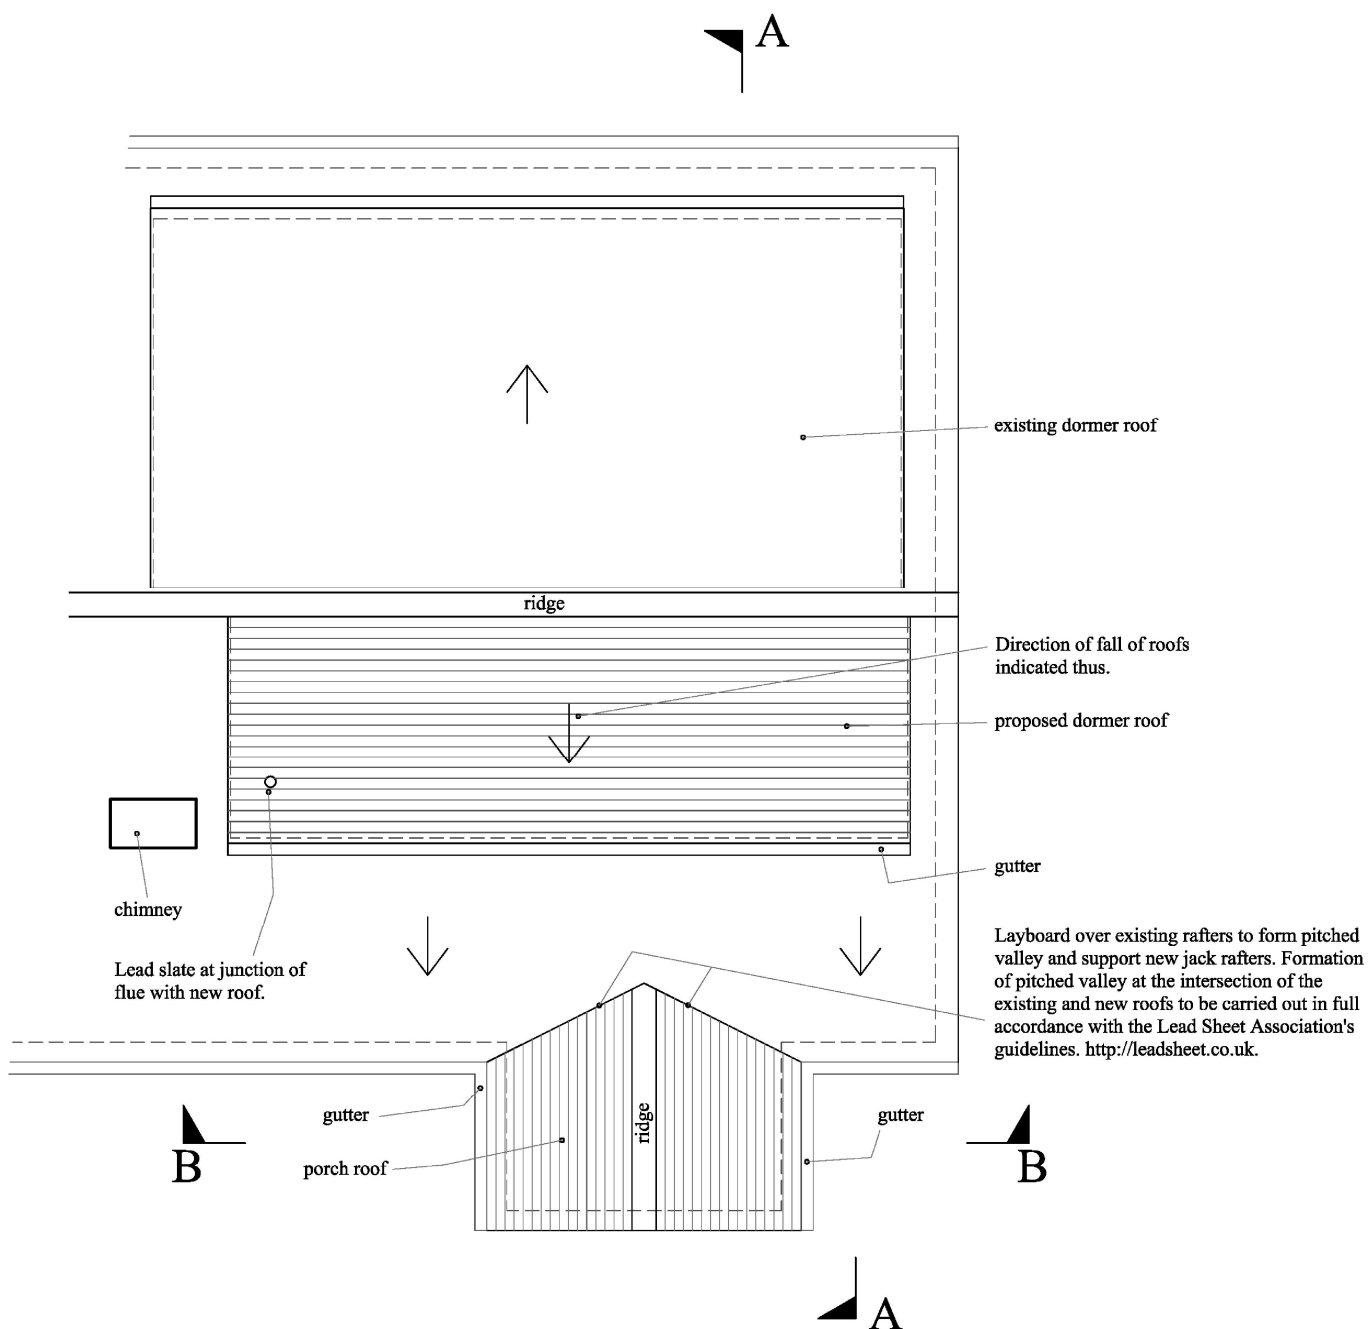 A
existing dormer roof
ridge
Direction of fall of roofs
indicated thus.
proposed dormer roof
gutter
chimney
Lead slate at junction of
flue with new roof.
Layboard over existing rafters to form pitched
valley and support new jack rafters. Formation
of pitched valley at the intersection of the
existing and new roofs to be carried out in full
accordance with the Lead Sheet Association's
guidelines. http://leadsheet.co.uk.
gutter
ridge
gutter
porch roof
B
B
A